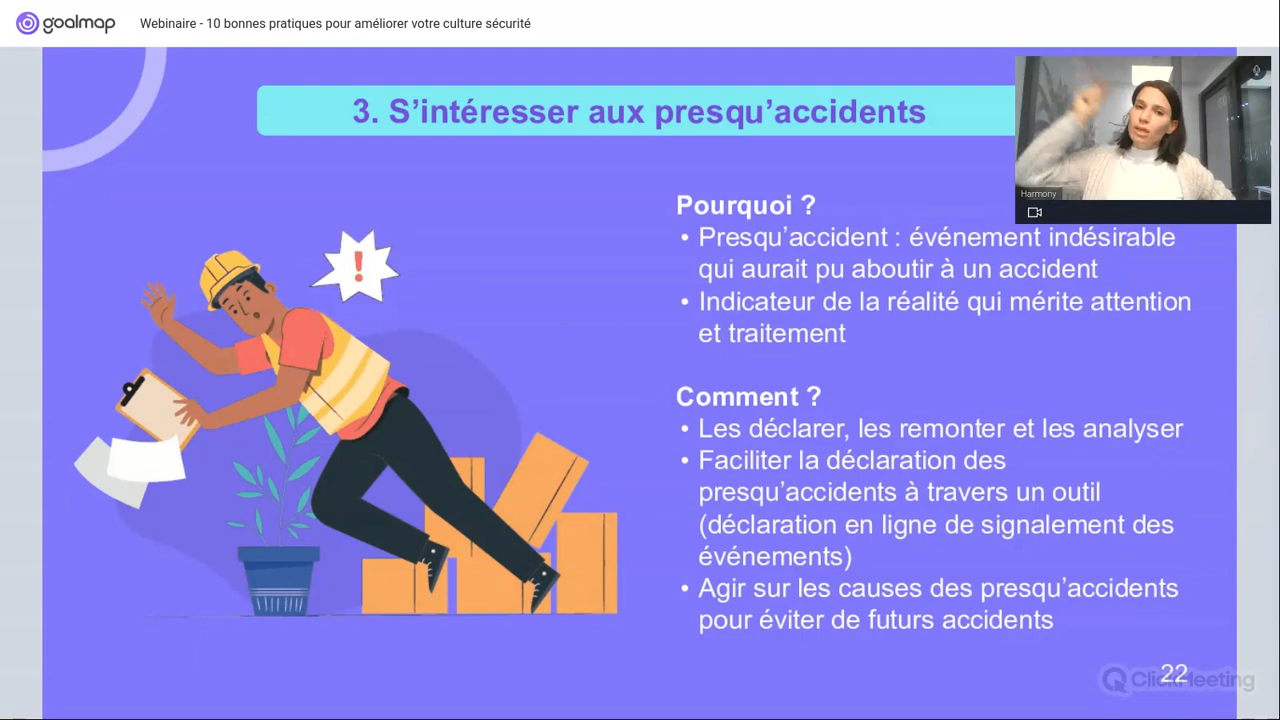 goalmap
Webinaire - 10 bonnes pratiques pour améliorer votre culture sécurité
3. S’intéresser aux presqu’accidents
Harmony
!
Pourquoi ?
• Presqu’accident : événement indésirable
qui aurait pu aboutir à un accident
• Indicateur de la réalité qui mérite attention
et traitement
Comment ?
• Les déclarer, les remonter et les analyser
• Faciliter la déclaration des
presqu’accidents à travers un outil
(déclaration en ligne de signalement des
événements)
• Agir sur les causes des presqu’accidents
pour éviter de futurs accidents
22
ClickMeeting